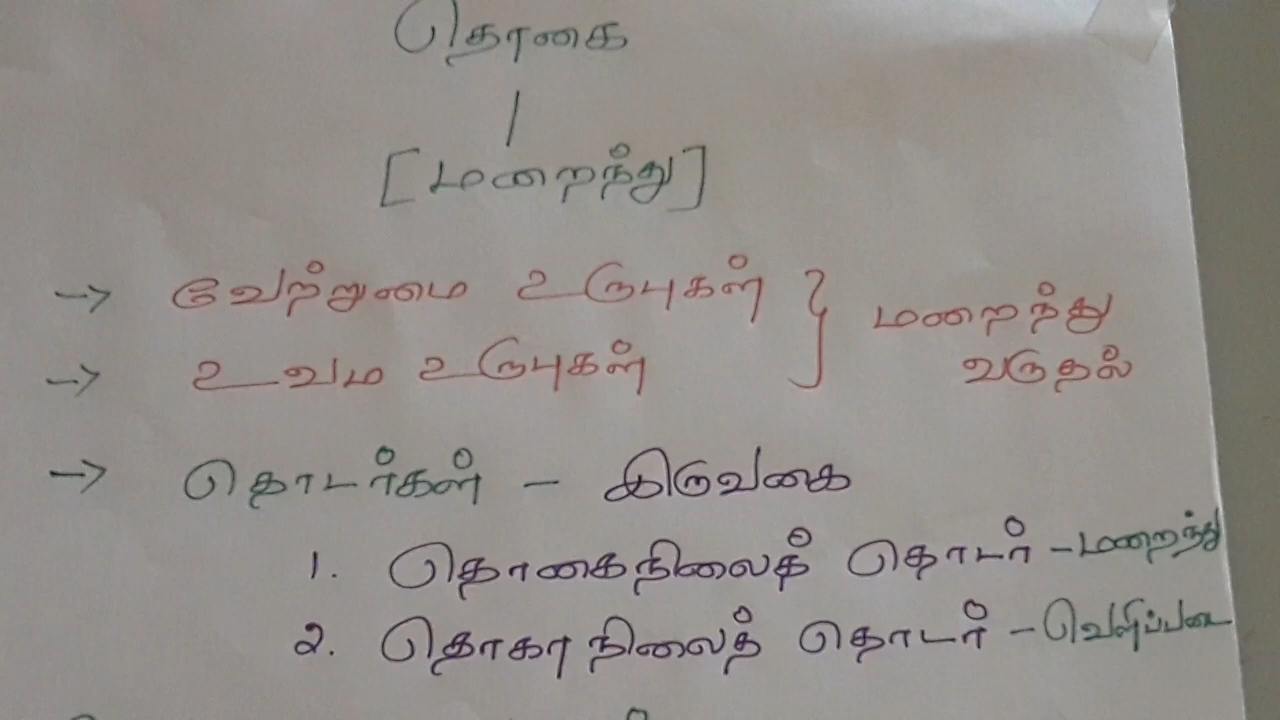 தொகை
[மறைந்து]
→ வேற்றுமை உருபுகள் } மறைந்து
→ உவம உருபுகள் வருதல்
→ தொடர்கள் - இருவகை
1. தொகைநிலைத் தொடர் - மறைந்து
2. தொகாநிலைத் தொடர் - வெளிப்படை